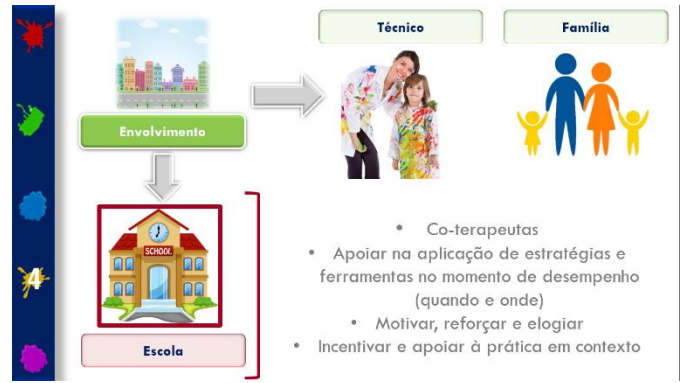 Técnico
Família
Envolvimento
SCHOOL
4
Escola
• Co-terapeutas
• Apoiar na aplicação de estratégias e
ferramentas no momento de desempenho
(quando e onde)
• Motivar, reforçar e elogiar
• Incentivar e apoiar à prática em contexto